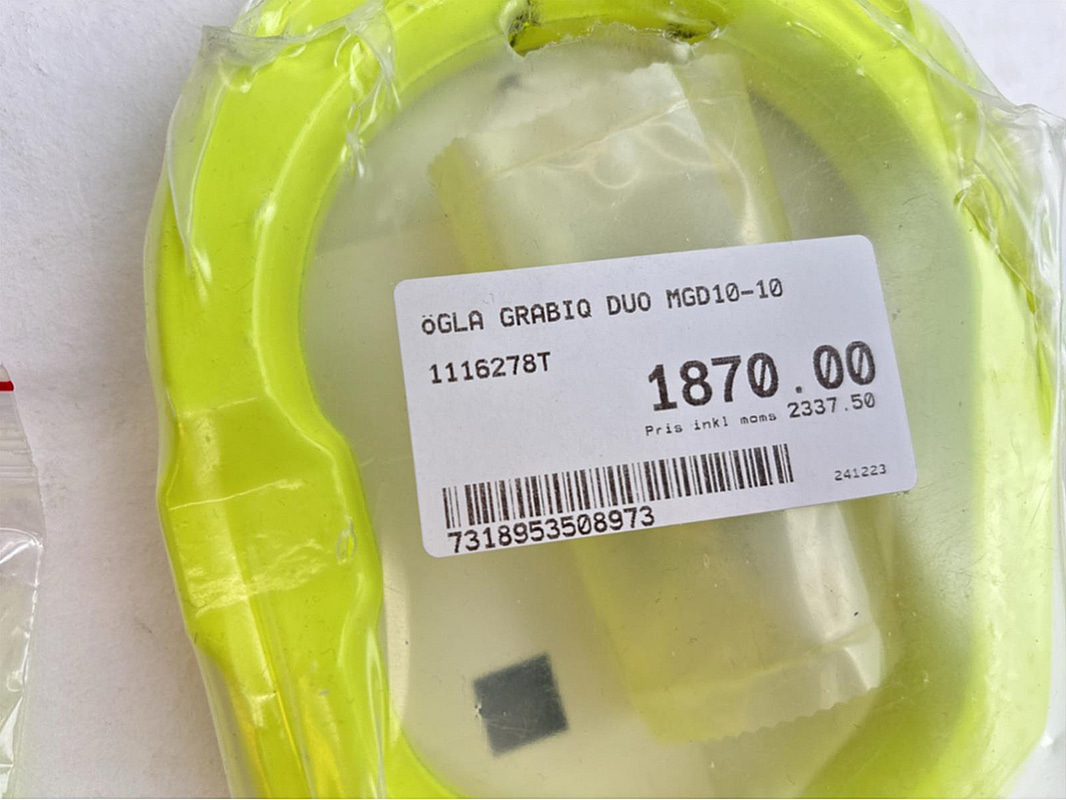 öGLA GRABIQ DUO MGD10-10
1116278T
1870.00
Pris inkl moms 2337.50
241223
7318953508973